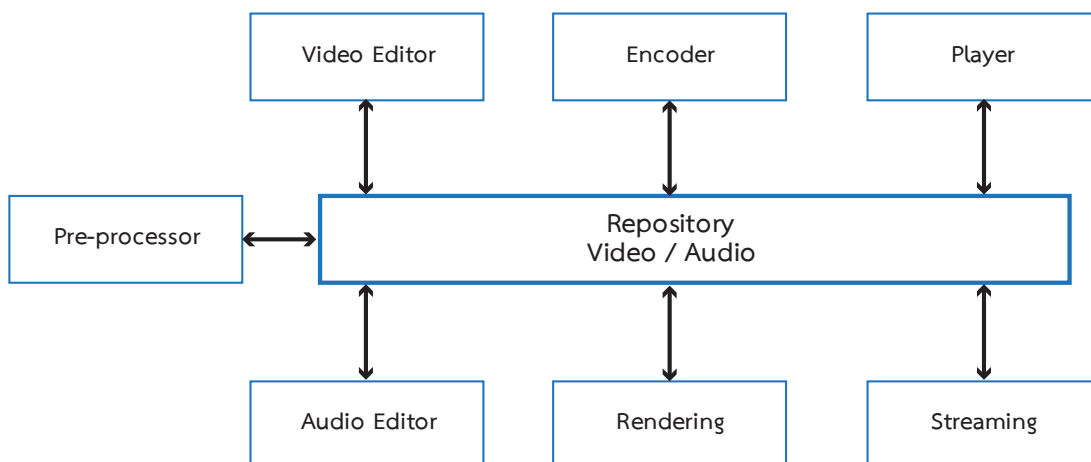 Video Editor
Encoder
Player
Pre-processor
Repository
Video / Audio
Audio Editor
Rendering
Streaming